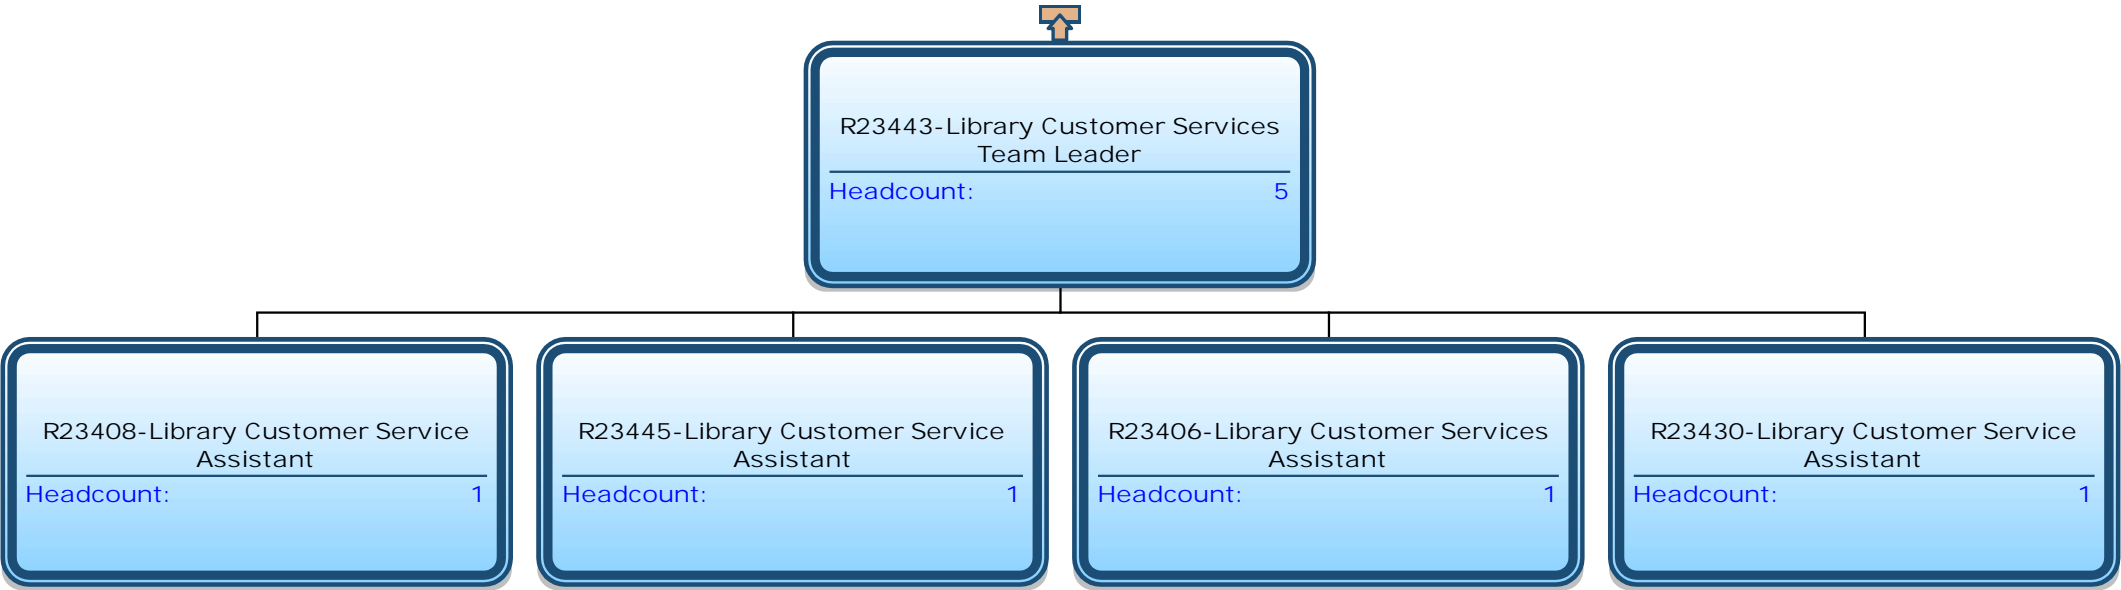 R23443-Library Customer Services
Team Leader
Headcount: 5
R23408-Library Customer Service
Assistant
Headcount: 1
R23445-Library Customer Service
Assistant
Headcount: 1
R23406-Library Customer Services
Assistant
Headcount: 1
R23430-Library Customer Service
Assistant
Headcount: 1